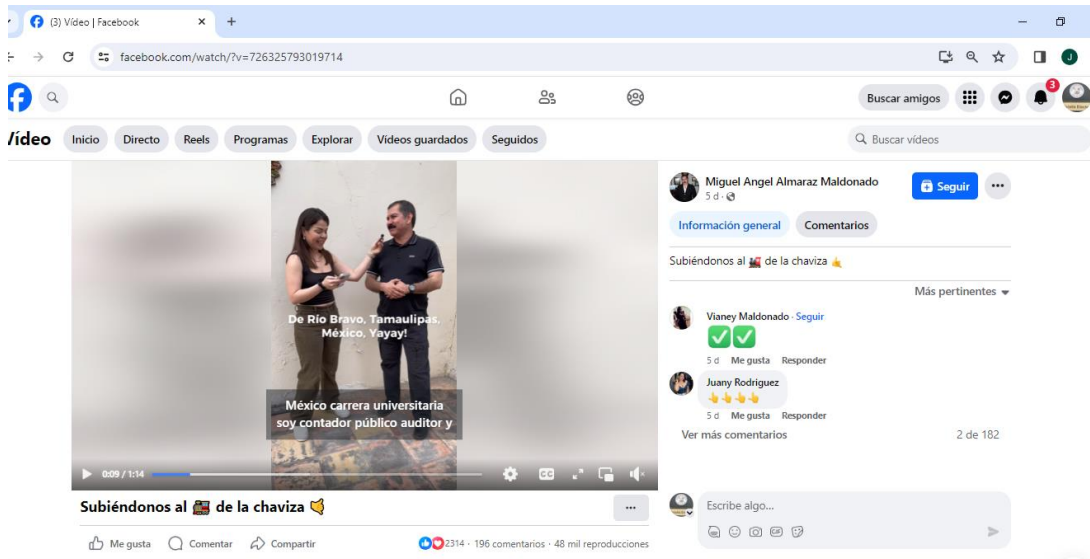 (3) Vídeo | Facebook
facebook.com/watch/?v=726325793019714
J
Buscar amigos
3
Vídeo Inicio Directo Reels Programas Explorar Vídeos guardados Seguidos
Buscar vídeos
Miguel Angel Almaraz Maldonado
5 d ·
Seguir
Información general Comentarios
Subiéndonos al 🚂 de la chaviza 🤙
Más pertinentes
Vianey Maldonado · Seguir
✅✅
5 d Me gusta Responder
Juany Rodriguez
👆👆👆👆
5 d Me gusta Responder
Ver más comentarios 2 de 182
De Río Bravo, Tamaulipas,
México, Yayay!
México carrera universitaria
soy contador público auditor y
0:09 / 1:14
CC
Subiéndonos al 🚂 de la chaviza 🤙
Me gusta Comentar Compartir
2314 · 196 comentarios · 48 mil reproducciones
Escribe algo...
GIF